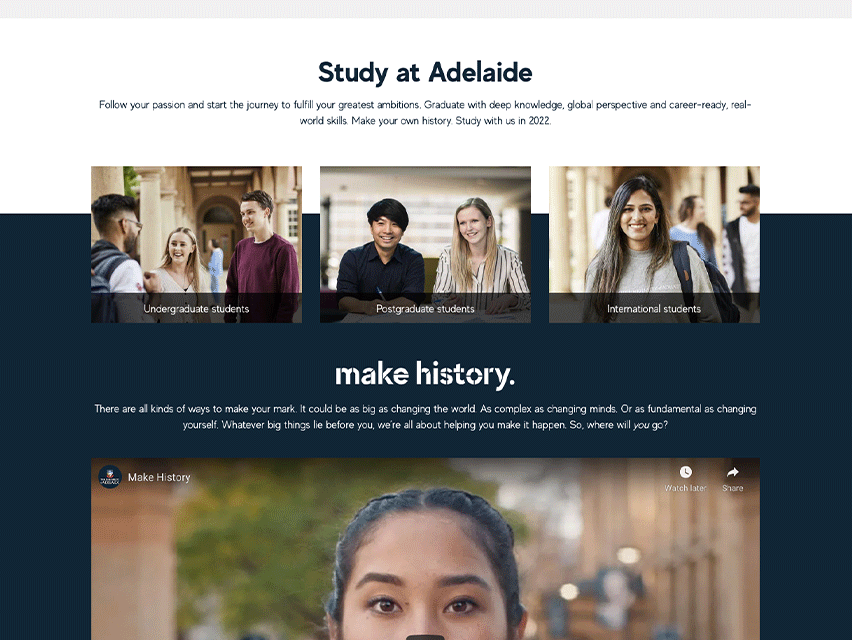 Study at Adelaide
Follow your passion and start the journey to fulfill your greatest ambitions. Graduate with deep knowledge, global perspective and career-ready, real-
world skills. Make your own history. Study with us in 2022.
Undergraduate students
Postgraduate students
International students
make history.
There are all kinds of ways to make your mark. It could be as big as changing the world. As complex as changing minds. Or as fundamental as changing
yourself. Whatever big things lie before you, we're all about helping you make it happen. So, where will you go?
Make History
Watch later
Share